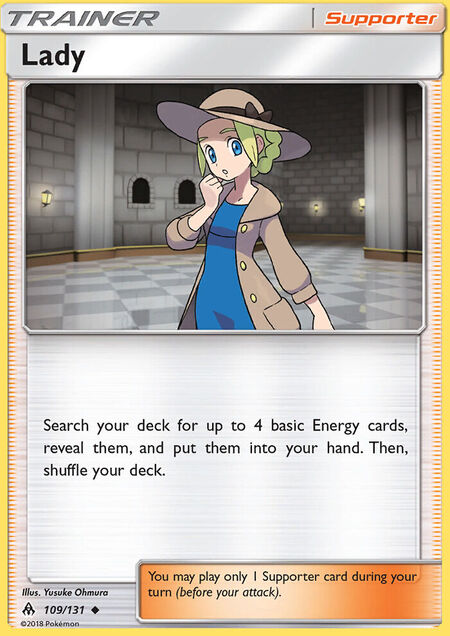 TRAINER Supporter
Lady
Search your deck for up to 4 basic Energy cards,
reveal them, and put them into your hand. Then,
shuffle your deck.
Illus. Yusuke Ohmura
109/131
©2018 Pokémon
You may play only 1 Supporter card during your
turn (before your attack).